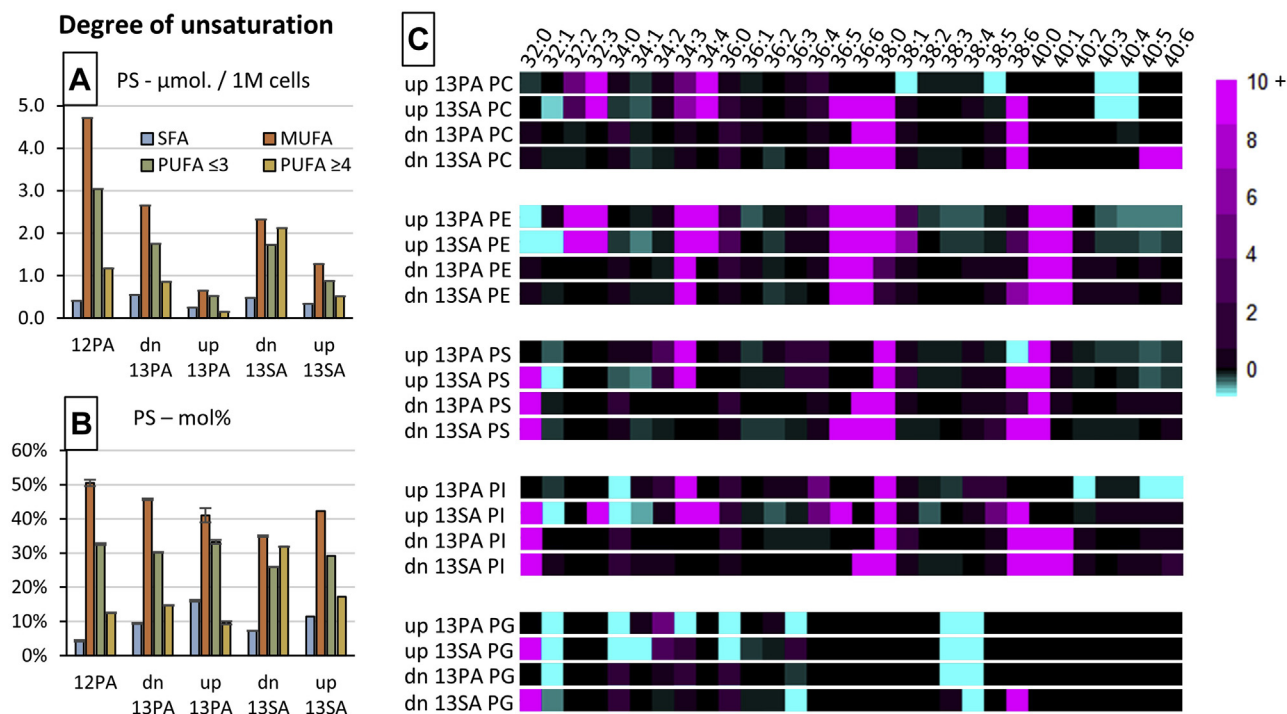 Degree of unsaturation
A
PS - µmol. / 1M cells
5.0
4.0
3.0
2.0
1.0
0.0
SFA
MUFA
PUFA ≤3
PUFA ≥4
12PA
dn 13PA
up 13PA
dn 13SA
up 13SA
B
PS – mol%
60%
50%
40%
30%
20%
10%
0%
12PA
dn 13PA
up 13PA
dn 13SA
up 13SA
C
32:0 32:1 32:2 32:3 34:0 34:1 34:2 34:3 34:4 36:0 36:1 36:2 36:3 36:4 36:5 36:6 38:0 38:1 38:2 38:3 38:4 38:5 38:6 40:0 40:1 40:2 40:3 40:4 40:5 40:6
up 13PA PC
up 13SA PC
dn 13PA PC
dn 13SA PC
up 13PA PE
up 13SA PE
dn 13PA PE
dn 13SA PE
up 13PA PS
up 13SA PS
dn 13PA PS
dn 13SA PS
up 13PA PI
up 13SA PI
dn 13PA PI
dn 13SA PI
up 13PA PG
up 13SA PG
dn 13PA PG
dn 13SA PG
10 +
8
6
4
2
0